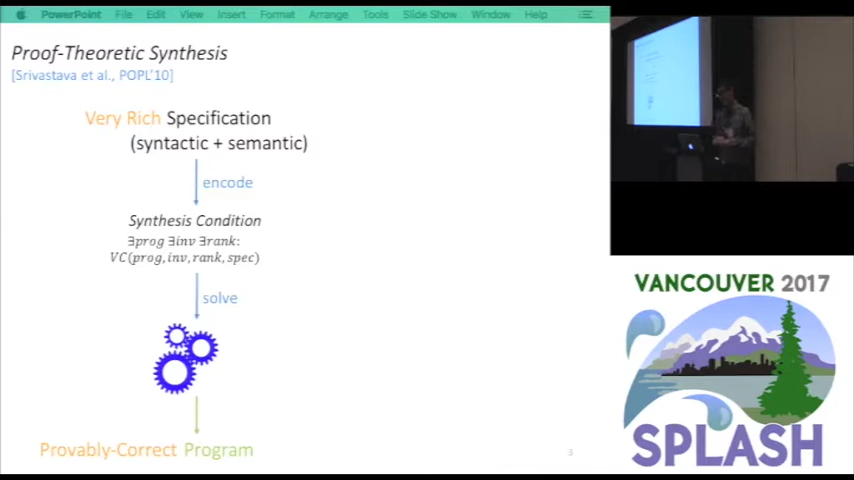 PowerPoint File Edit View Insert Format Arrange Tools Slide Show Window Help
Proof-Theoretic Synthesis
[Srivastava et al., POPL'10]
Very Rich Specification
(syntactic + semantic)
encode
Synthesis Condition
∃prog ∃inv ∃rank:
VC(prog, inv, rank, spec)
solve
Provably-Correct Program
3
VANCOUVER 2017
SPLASH